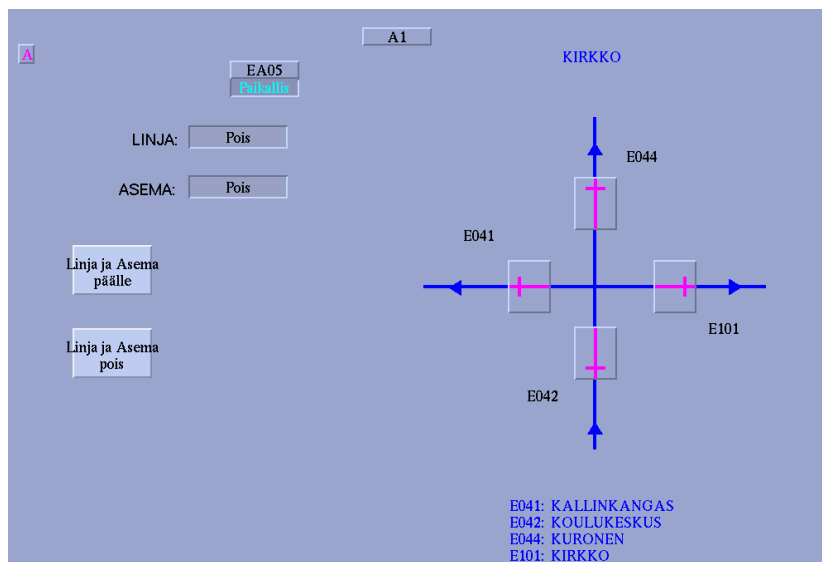 A1
A
KIRKKO
EA05
Paikallis
LINJA: Pois
E044
ASEMA: Pois
E041
Linja ja Asema
päälle
E101
Linja ja Asema
pois
E042
E041: KALLINKANGAS
E042: KOULUKESKUS
E044: KURONEN
E101: KIRKKO